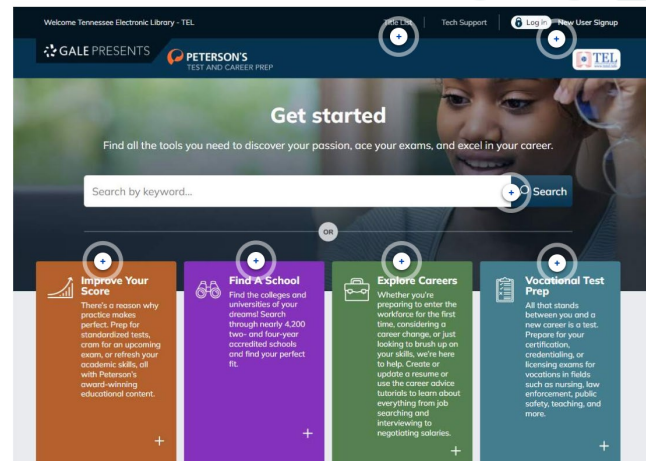 Welcome Tennessee Electronic Library - TEL
Title List
Tech Support
Log in
New User Signup
GALE PRESENTS
PETERSON'S
TEST AND CAREER PREP
TEL
Get started
Find all the tools you need to discover your passion, ace your exams, and excel in your career.
Search by keyword...
Search
OR
Improve Your
Score
There's a reason why
practice makes
perfect. Prep for
standardized tests,
cram for an upcoming
exam, or refresh your
academic skills, all
with Peterson's
award-winning
educational content.
Find A School
Find the colleges and
universities of your
dreams! Search
through nearly 4,200
two- and four-year
accredited schools
and find your perfect
fit.
Explore Careers
Whether you're
preparing to enter the
workforce for the first
time, considering a
career change, or just
looking to brush up on
your skills, we're here
to help. Create or
update a resume or
use the career advice
tutorials to learn about
everything from job
searching and
interviewing to
negotiating salaries.
Vocational Test
Prep
All that stands
between you and a
new career is a test.
Prepare for your
certification,
credentialing, or
licensing exams for
vocations in fields
such as nursing, law
enforcement, public
safety, teaching, and
more.